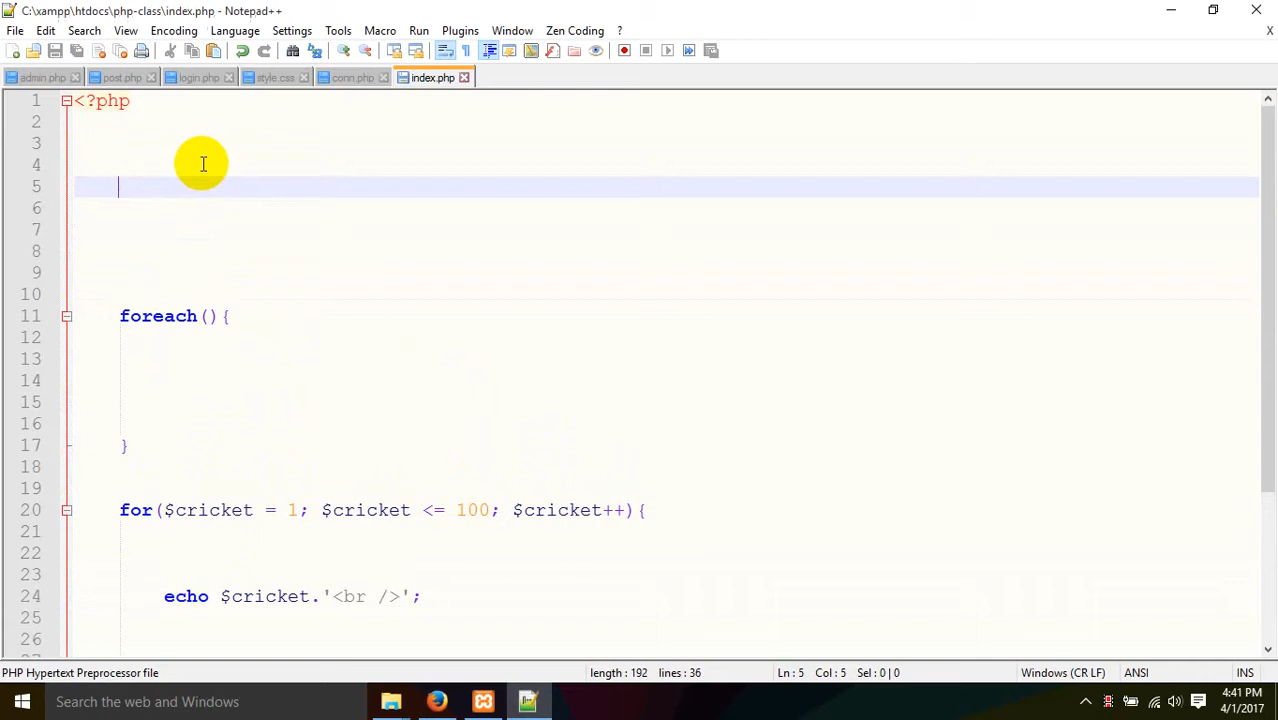 C:\xampp\htdocs\php-class\index.php - Notepad++
File Edit Search View Encoding Language Settings Tools Macro Run Plugins Window Zen Coding ? X
admin.php post.php login.php style.css conn.php index.php
1 <?php
2
3
4
5
6
7
8
9
10
11 foreach(){
12
13
14
15
16
17 }
18
19
20 for($cricket = 1; $cricket <= 100; $cricket++){
21
22
23
24 echo $cricket.'<br />';
25
26
27
PHP Hypertext Preprocessor file length : 192 lines : 36 Ln : 5 Col : 5 Sel : 0 | 0 Windows (CR LF) ANSI INS
Search the web and Windows
4:41 PM
4/1/2017